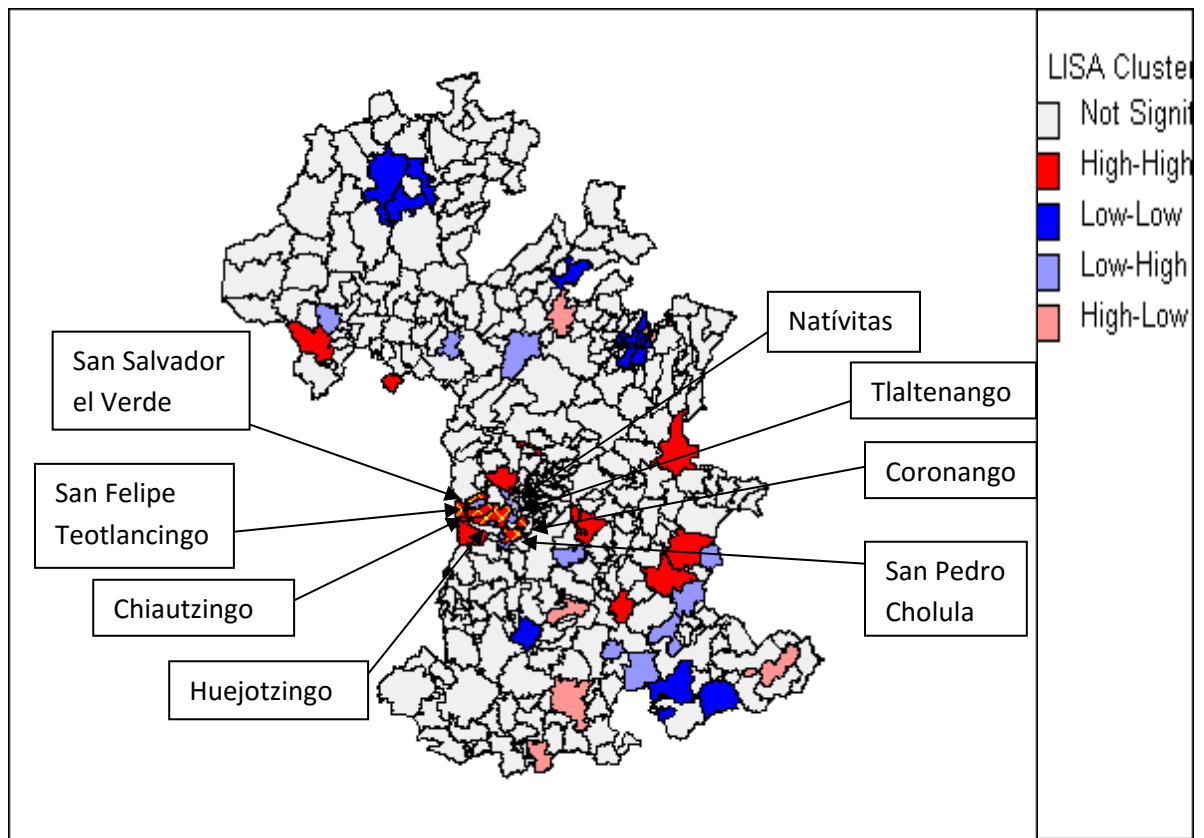 LISA Cluster
Not Signif
High-High
Low-Low
Low-High
High-Low
Natívitas
San Salvador
el Verde
Tlaltenango
Coronango
San Felipe
Teotlancingo
Chiautzingo
San Pedro
Cholula
Huejotzingo